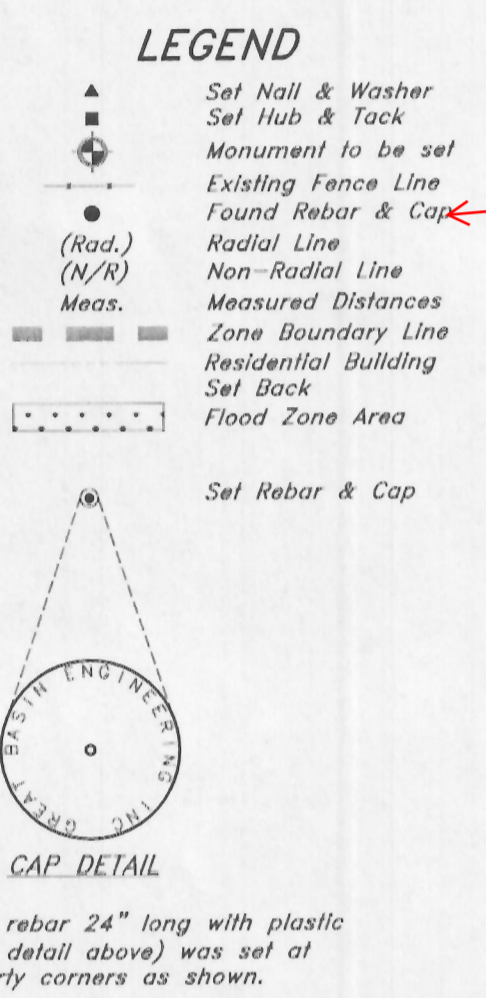 LEGEND
Set Nail & Washer
Set Hub & Tack
Monument to be set
Existing Fence Line
Found Rebar & Cap
(Rad.) Radial Line
(N/R) Non-Radial Line
Meas. Measured Distances
Zone Boundary Line
Residential Building
Set Back
Flood Zone Area
Set Rebar & Cap
GREAT BASIN ENGINEERING INC
CAP DETAIL
rebar 24" long with plastic
detail above) was set at
rty corners as shown.